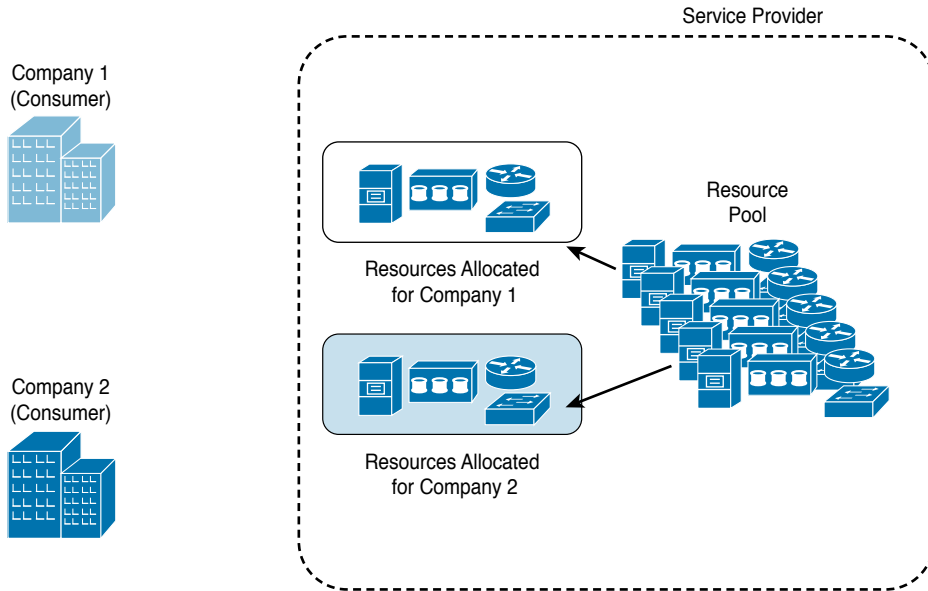 Service Provider
Company 1
(Consumer)
Resource
Pool
Resources Allocated
for Company 1
Company 2
(Consumer)
Resources Allocated
for Company 2